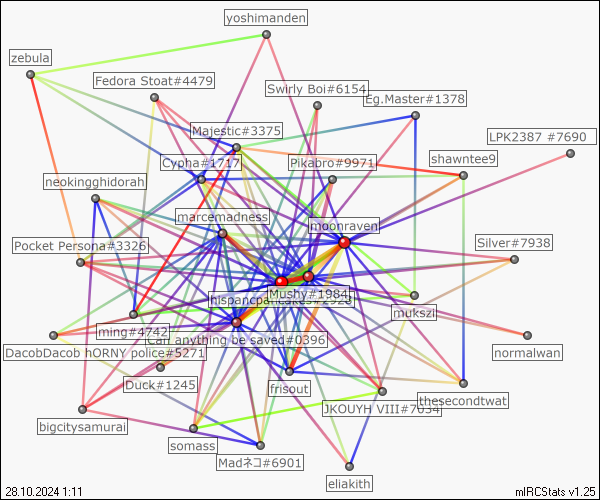 yoshimanden
zebula
Fedora Stoat#4479
Swirly Boi#6154
Eg.Master#1378
Majestic#3375
LPK2387 #7690
Cypha#1717
Pikabro#9971
shawntee9
neokingghidorah
marcemadness
moonraven
Pocket Persona#3326
Silver#7938
Mushy#1984
mukszi
ming#4742
Can anything be saved#0396
normalwan
DacobDacob hORNY police#5271
Duck#1245
frisout
thesecondtwat
JKOUYH VIII#7034
bigcitysamurai
somass
Madネコ#6901
eliakith
28.10.2024 1:11
mIRCStats v1.25